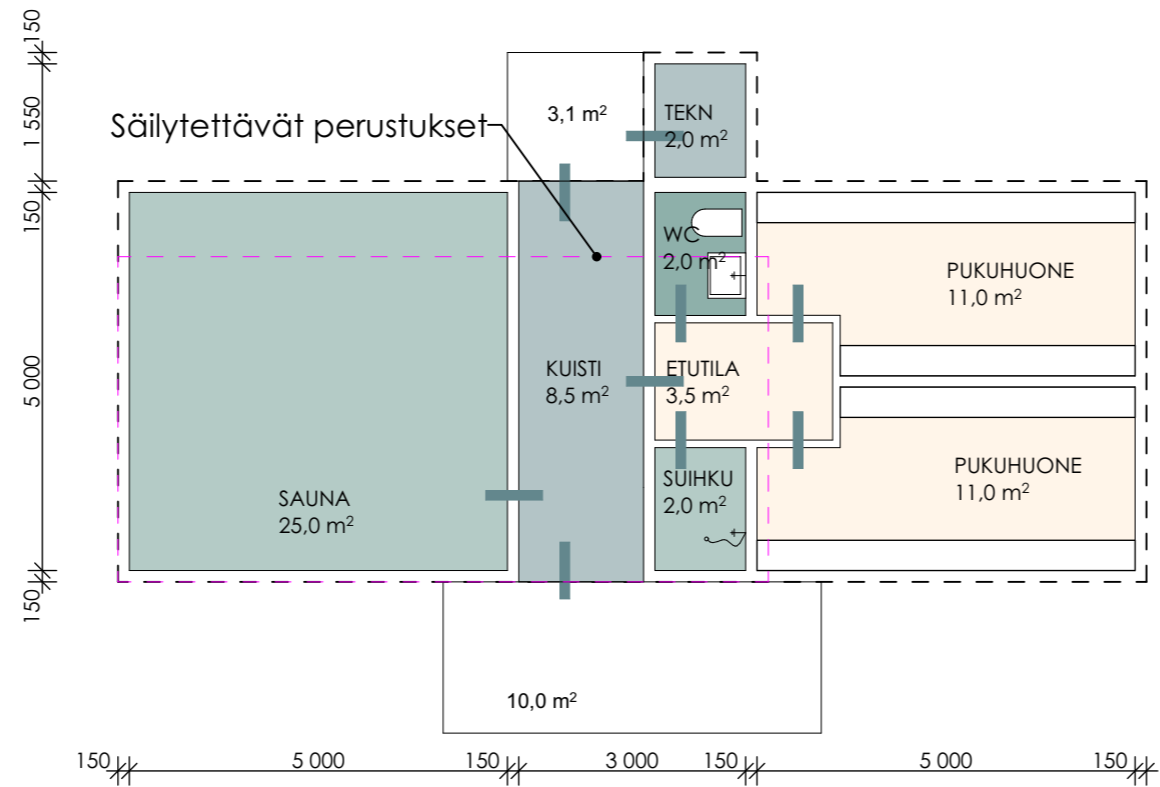 150
1 550
150
5 000
150
Säilytettävät perustukset
3,1 m²
TEKN
2,0 m²
WC
2,0 m²
PUKUHUONE
11,0 m²
KUISTI
8,5 m²
ETUTILA
3,5 m²
SAUNA
25,0 m²
SUIHKU
2,0 m²
PUKUHUONE
11,0 m²
10,0 m²
150 5 000 150 3 000 150 5 000 150